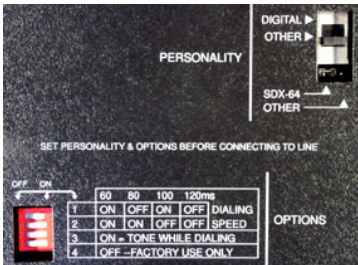 DIGITAL
OTHER
PERSONALITY
SDX-64
OTHER
SET PERSONALITY & OPTIONS BEFORE CONNECTING TO LINE
OFF ON
60 80 100 120ms
1 ON OFF ON OFF DIALING
2 ON ON OFF OFF SPEED
3 ON = TONE WHILE DIALING
4 OFF --FACTORY USE ONLY
OPTIONS